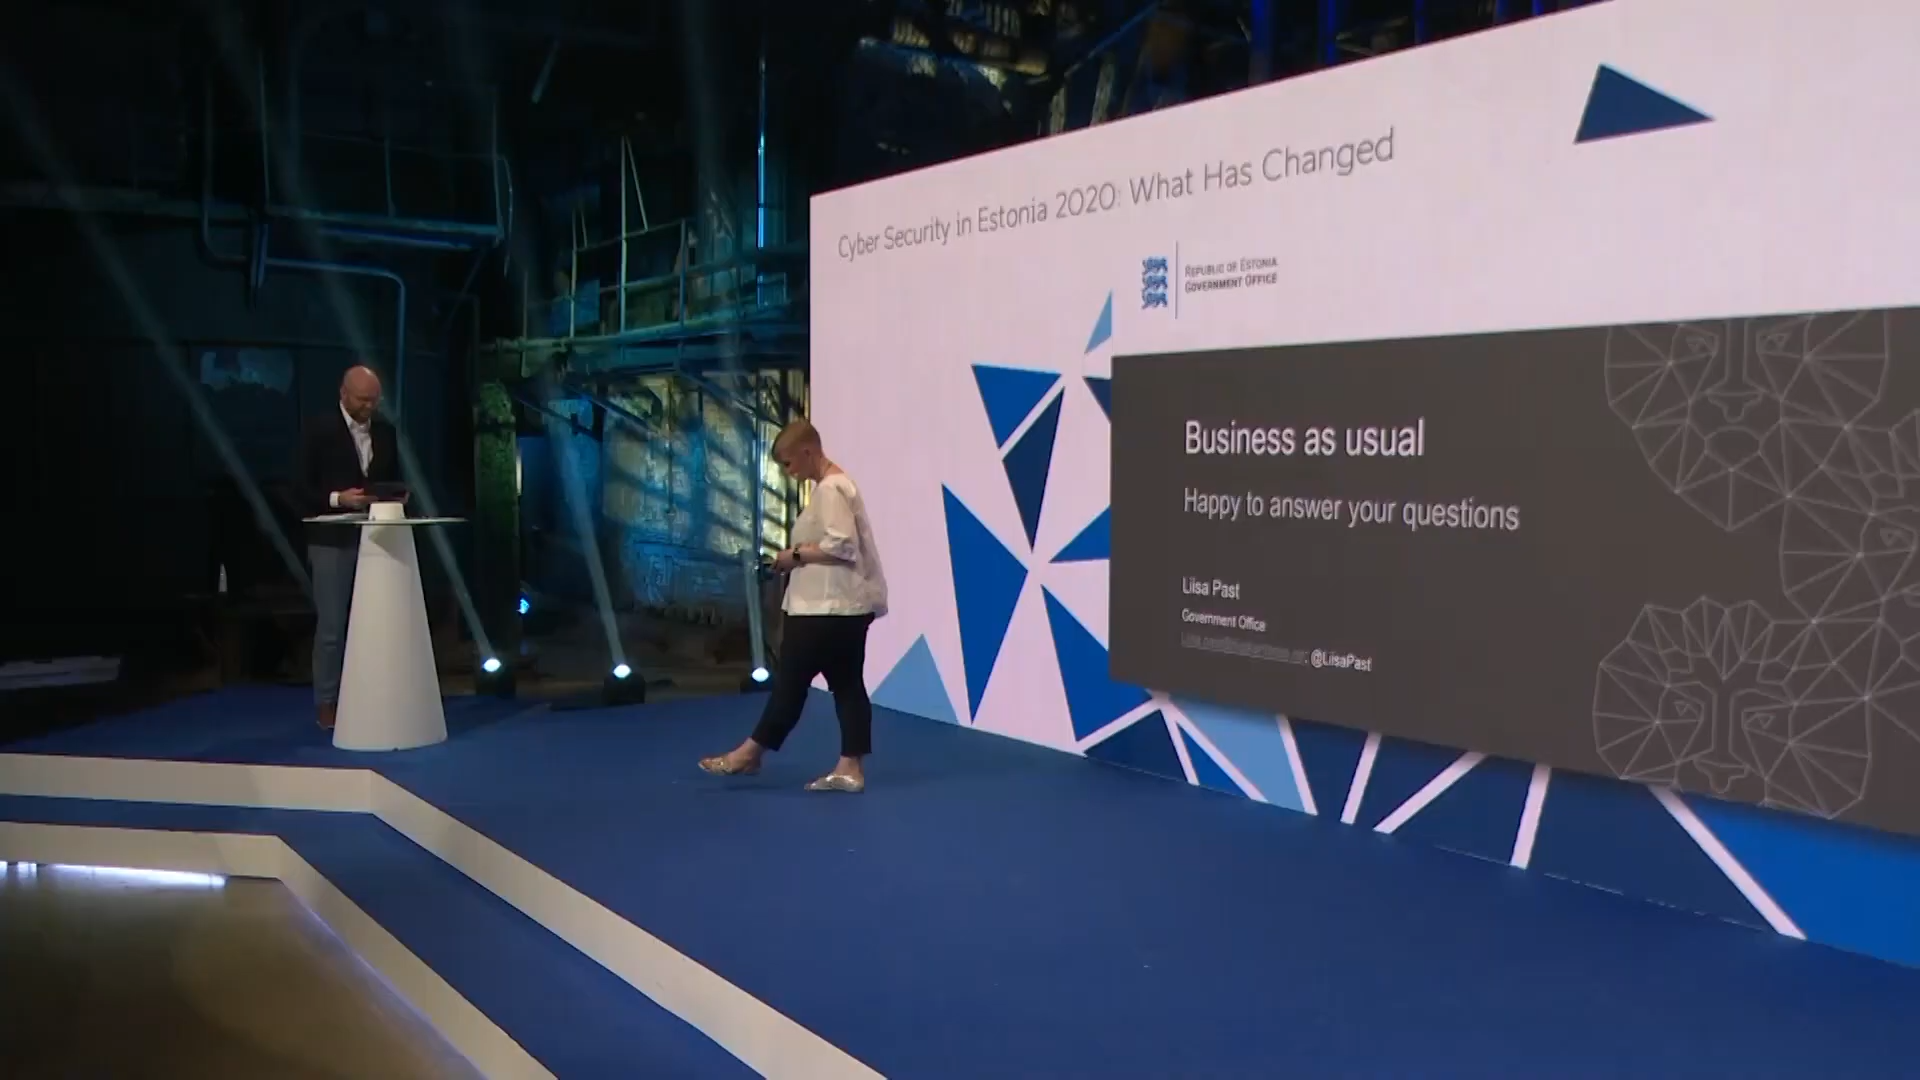 Cyber Security in Estonia 2020: What Has Changed
REPUBLIC OF ESTONIA
GOVERNMENT OFFICE
Business as usual
Happy to answer your questions
Liisa Past
Government Office
@LiisaPast